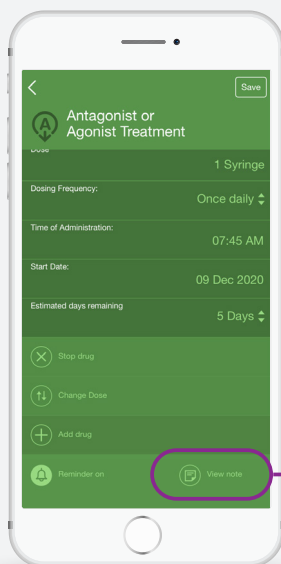 Save
Antagonist or
Agonist Treatment
Dose
1 Syringe
Dosing Frequency:
Once daily
Time of Administration:
07:45 AM
Start Date:
09 Dec 2020
Estimated days remaining
5 Days
Stop drug
Change Dose
Add drug
Reminder on
View note